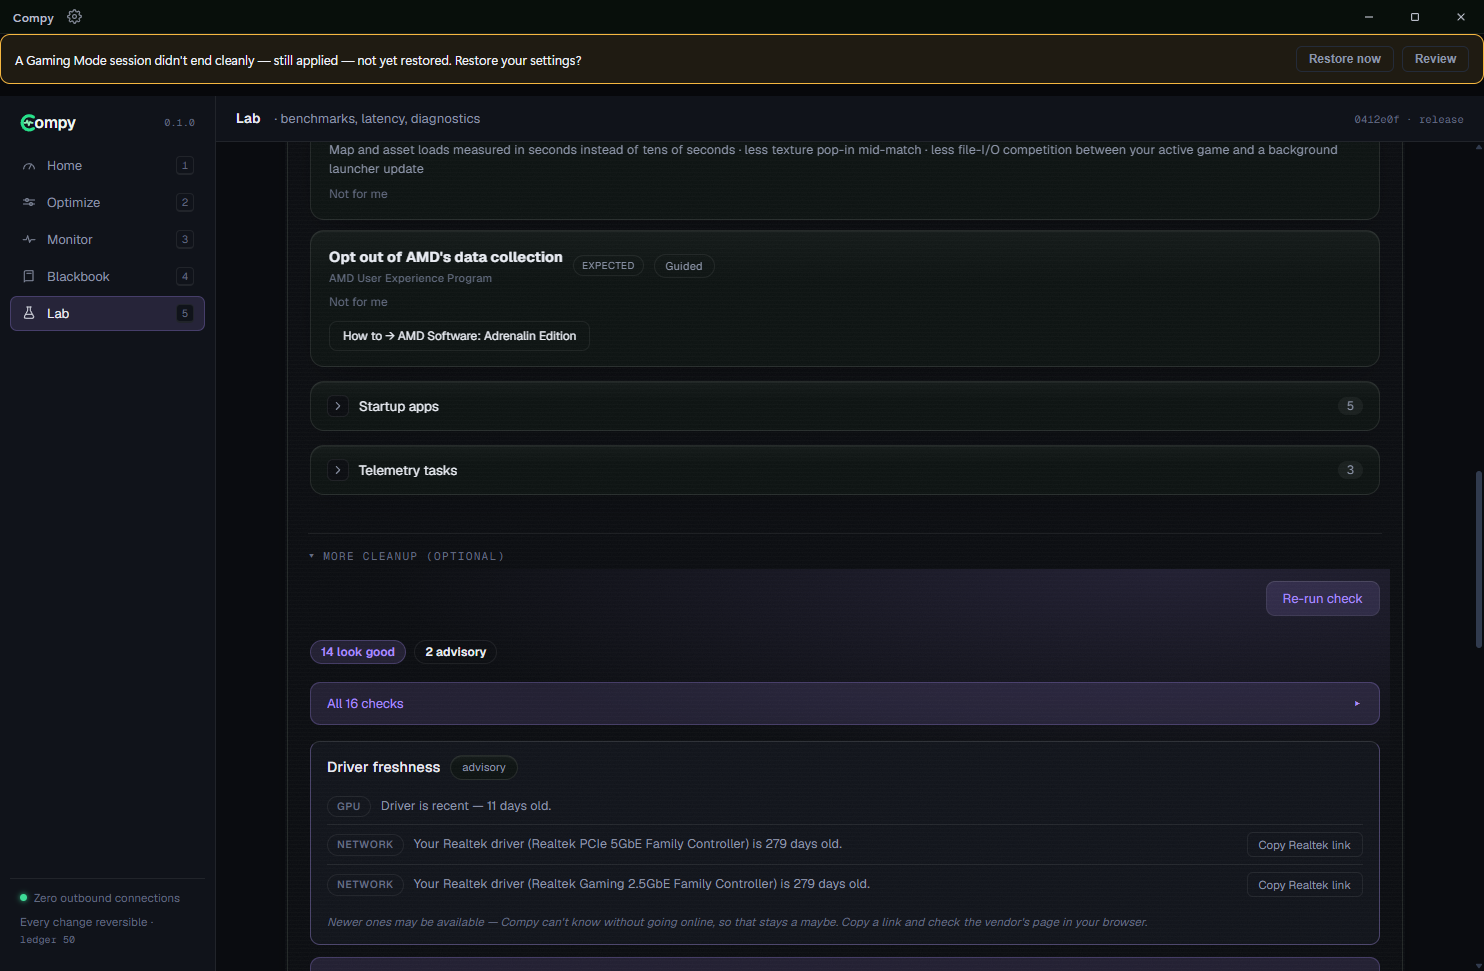 Compy
A Gaming Mode session didn't end cleanly — still applied — not yet restored. Restore your settings?
Restore now
Review
Compy
0.1.0
Home
1
Optimize
2
Monitor
3
Blackbook
4
Lab
5
Zero outbound connections
Every change reversible ·
ledger 50
Lab · benchmarks, latency, diagnostics
0412e0f · release
Map and asset loads measured in seconds instead of tens of seconds · less texture pop-in mid-match · less file-I/O competition between your active game and a background
launcher update
Not for me
Opt out of AMD's data collection
EXPECTED
Guided
AMD User Experience Program
Not for me
How to → AMD Software: Adrenalin Edition
Startup apps
5
Telemetry tasks
3
MORE CLEANUP (OPTIONAL)
Re-run check
14 look good
2 advisory
All 16 checks
Driver freshness
advisory
GPU
Driver is recent — 11 days old.
NETWORK
Your Realtek driver (Realtek PCIe 5GbE Family Controller) is 279 days old.
Copy Realtek link
NETWORK
Your Realtek driver (Realtek Gaming 2.5GbE Family Controller) is 279 days old.
Copy Realtek link
Newer ones may be available — Compy can't know without going online, so that stays a maybe. Copy a link and check the vendor's page in your browser.